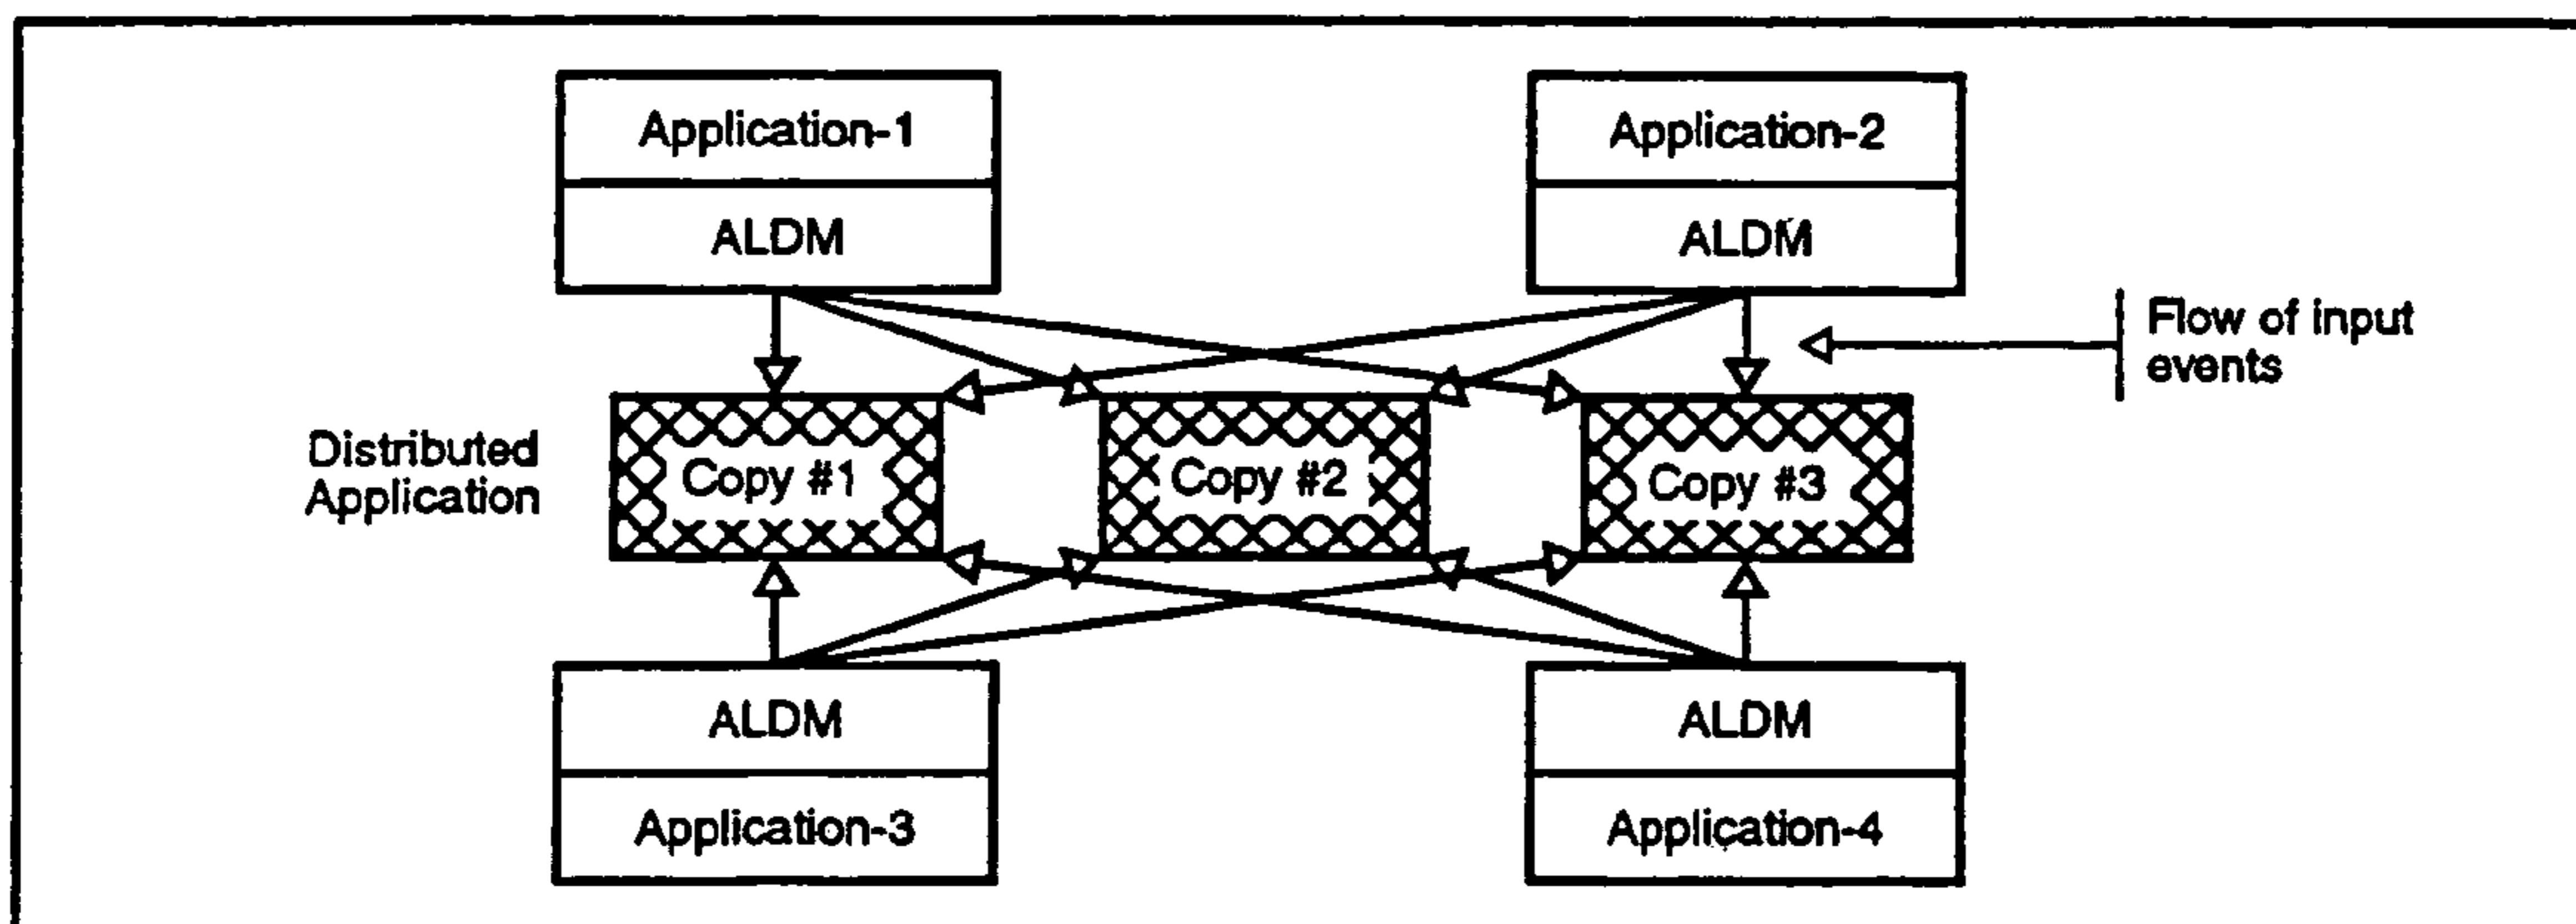 Application-1
ALDM
Application-2
ALDM
Flow of input
events
Distributed
Application
Copy #1
Copy #2
Copy #3
ALDM
Application-3
ALDM
Application-4